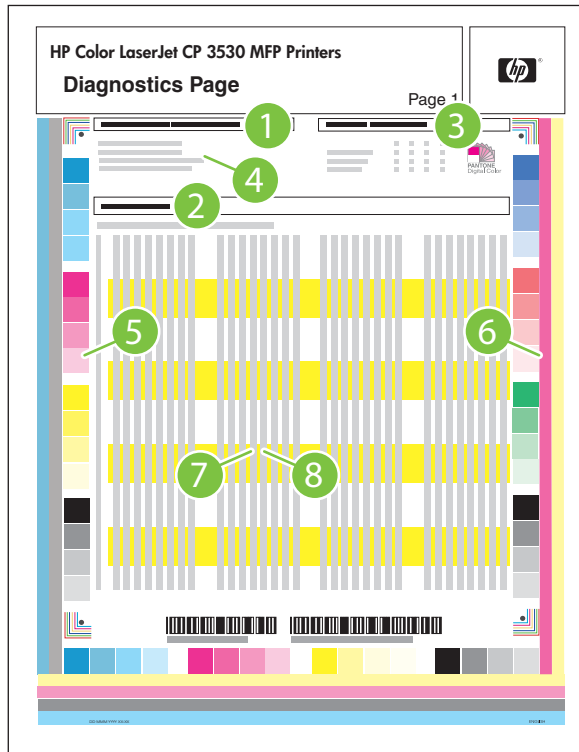 HP Color LaserJet CP 3530 MFP Printers
hp®
Diagnostics Page
Page 1
1
3
4
PANTONE
Digital Color
2
5
6
7
8